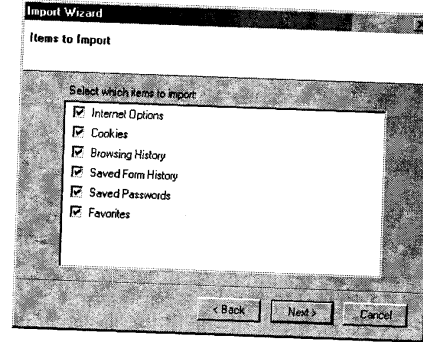 Import Wizard
Items to Import
Select which items to import:
Internet Options
Cookies
Browsing History
Saved Form History
Saved Passwords
Favorites
< Back
Next >
Cancel